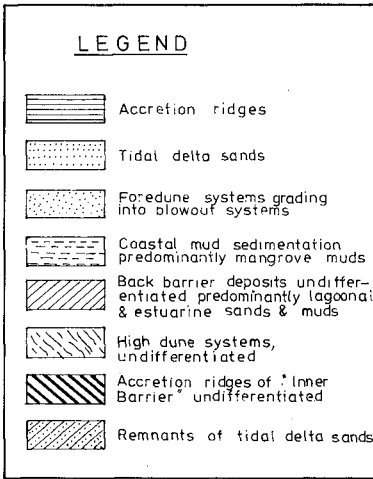 LEGEND
Accretion ridges
Tidal delta sands
Foredune systems grading
into blowout systems
Coastal mud sedimentation
predominantly mangrove muds
Back barrier deposits undiffer-
entiated predominantly lagoonal
& estuarine sands & muds
High dune systems,
undifferentiated
Accretion ridges of "Inner
Barrier" undifferentiated
Remnants of tidal delta sands